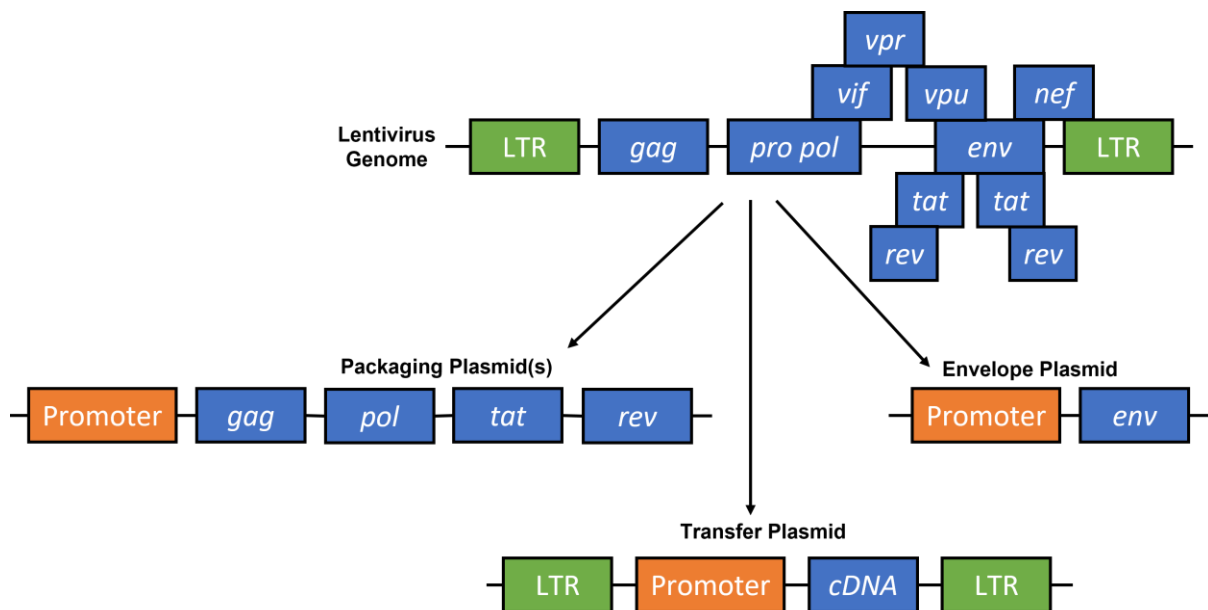 vpr
vif vpu nef
Lentivirus
Genome
LTR gag pro pol env LTR
tat tat
rev rev
Packaging Plasmid(s)
Promoter gag pol tat rev
Envelope Plasmid
Promoter env
Transfer Plasmid
LTR Promoter cDNA LTR